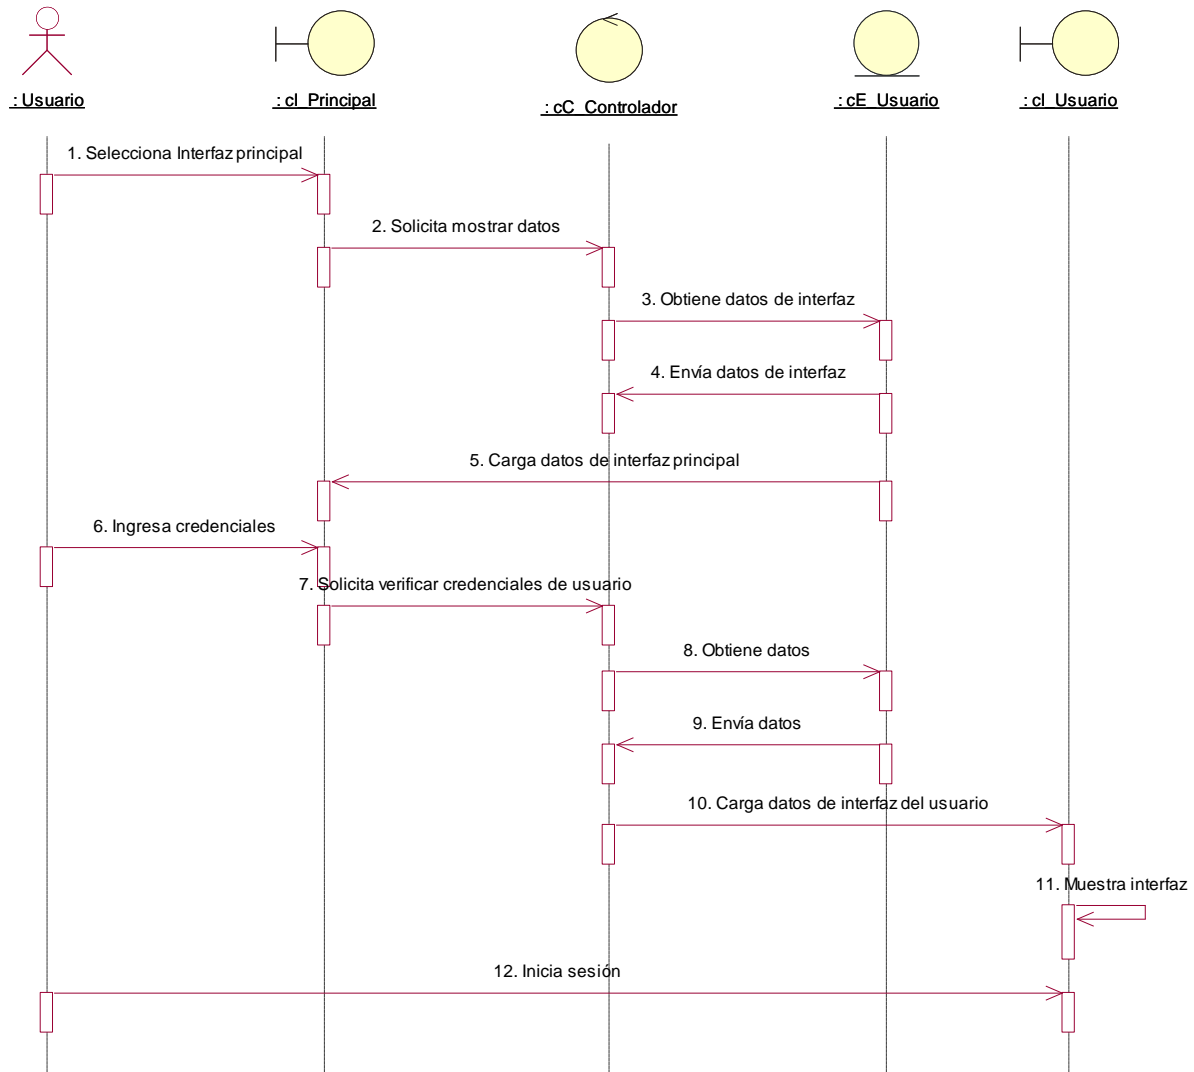 : Usuario
: cI_Principal
: cC_Controlador
: cE_Usuario
: cI_Usuario
1. Selecciona Interfaz principal
2. Solicita mostrar datos
3. Obtiene datos de interfaz
4. Envía datos de interfaz
5. Carga datos de interfaz principal
6. Ingresa credenciales
7. Solicita verificar credenciales de usuario
8. Obtiene datos
9. Envía datos
10. Carga datos de interfaz del usuario
11. Muestra interfaz
12. Inicia sesión